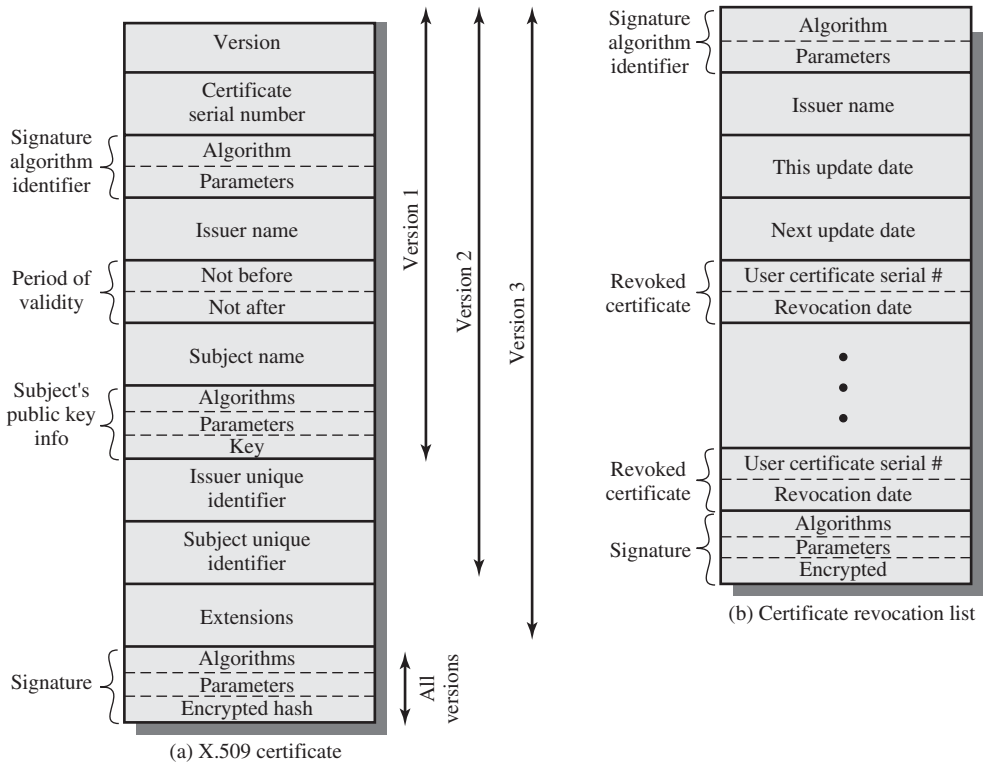 Version
Certificate
serial number
Signature
algorithm
identifier
Algorithm
Parameters
Issuer name
Period of
validity
Not before
Not after
Subject name
Subject's
public key
info
Algorithms
Parameters
Key
Issuer unique
identifier
Subject unique
identifier
Extensions
Signature
Algorithms
Parameters
Encrypted hash
Version 1
Version 2
Version 3
All
versions
(a) X.509 certificate
Signature
algorithm
identifier
Algorithm
Parameters
Issuer name
This update date
Next update date
Revoked
certificate
User certificate serial #
Revocation date
Revoked
certificate
User certificate serial #
Revocation date
Signature
Algorithms
Parameters
Encrypted
(b) Certificate revocation list